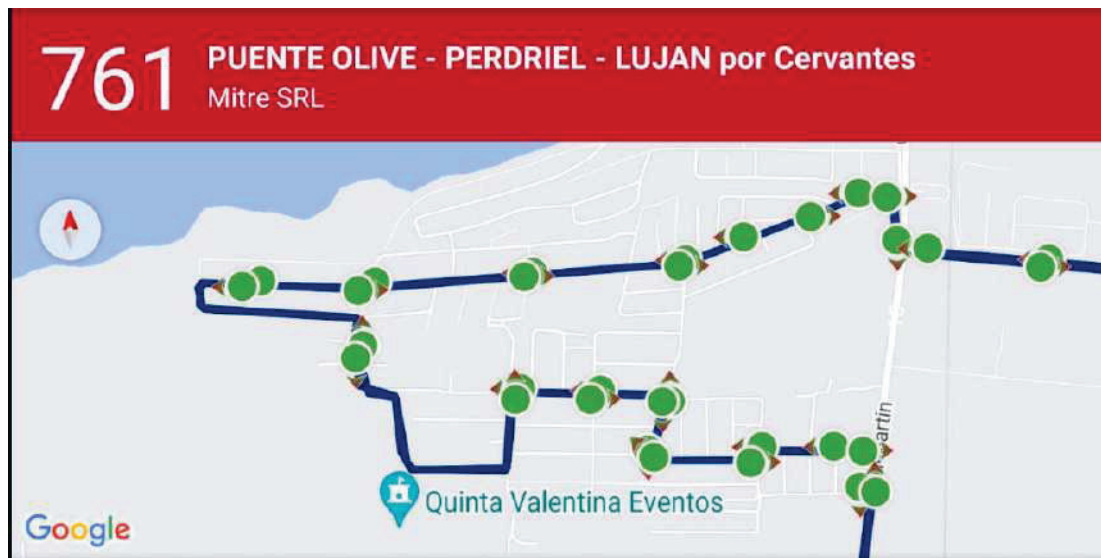 761
PUENTE OLIVE - PERDRIEL - LUJAN por Cervantes
Mitre SRL
Quinta Valentina Eventos
Google